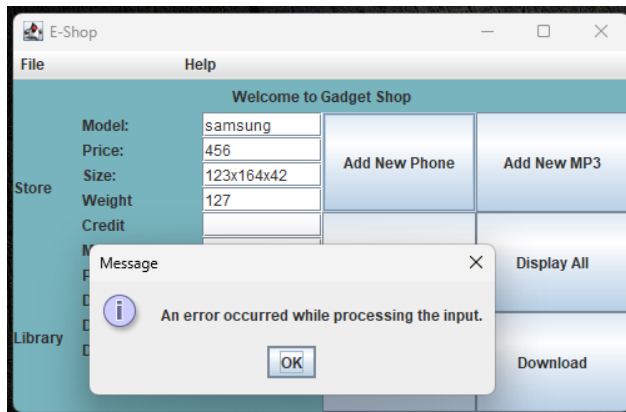 E-Shop
File Help
Welcome to Gadget Shop
Model: samsung
Price: 456
Size: 123x164x42
Weight 127
Credit
Store
Add New Phone
Add New MP3
Display All
Download
Library
Message
An error occurred while processing the input.
OK